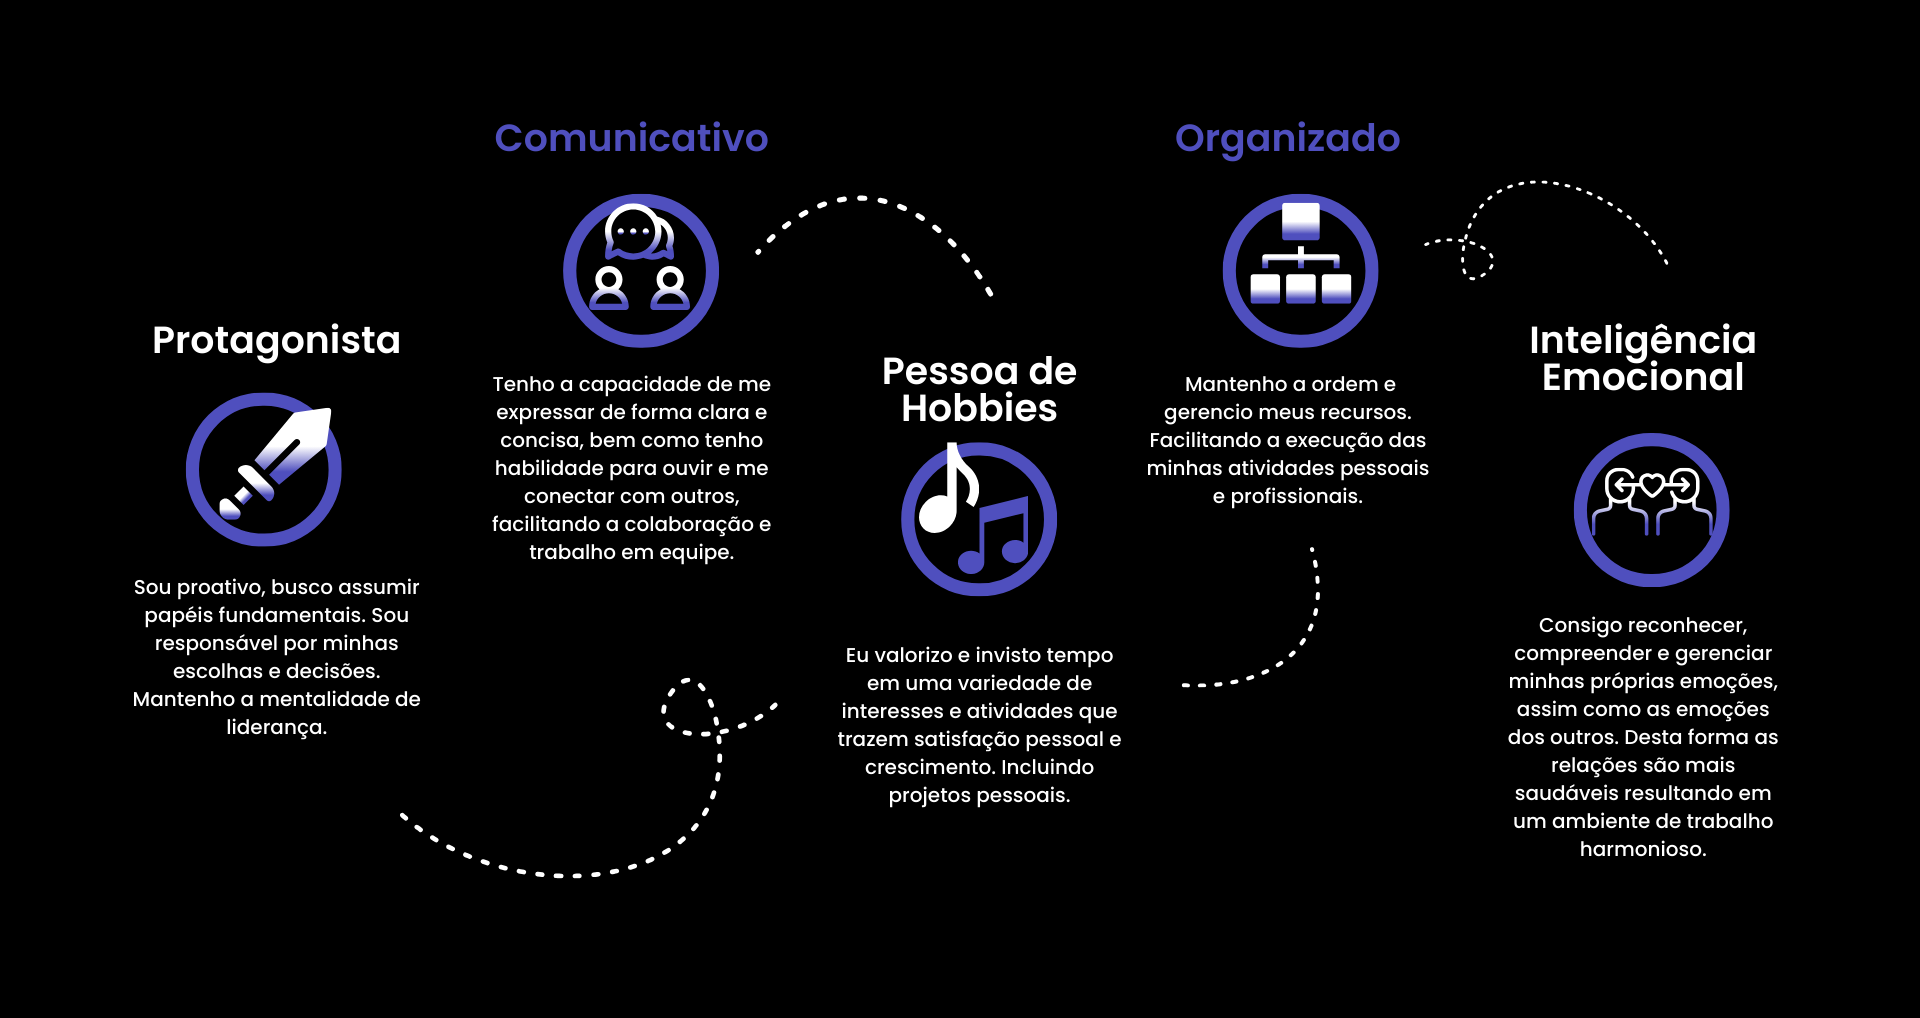 Protagonista
Sou proativo, busco assumir
papéis fundamentais. Sou
responsável por minhas
escolhas e decisões.
Mantenho a mentalidade de
liderança.
Comunicativo
Tenho a capacidade de me
expressar de forma clara e
concisa, bem como tenho
habilidade para ouvir e me
conectar com outros,
facilitando a colaboração e
trabalho em equipe.
Pessoa de
Hobbies
Eu valorizo e invisto tempo
em uma variedade de
interesses e atividades que
trazem satisfação pessoal e
crescimento. Incluindo
projetos pessoais.
Organizado
Mantenho a ordem e
gerencio meus recursos.
Facilitando a execução das
minhas atividades pessoais
e profissionais.
Inteligência
Emocional
Consigo reconhecer,
compreender e gerenciar
minhas próprias emoções,
assim como as emoções
dos outros. Desta forma as
relações são mais
saudáveis resultando em
um ambiente de trabalho
harmonioso.